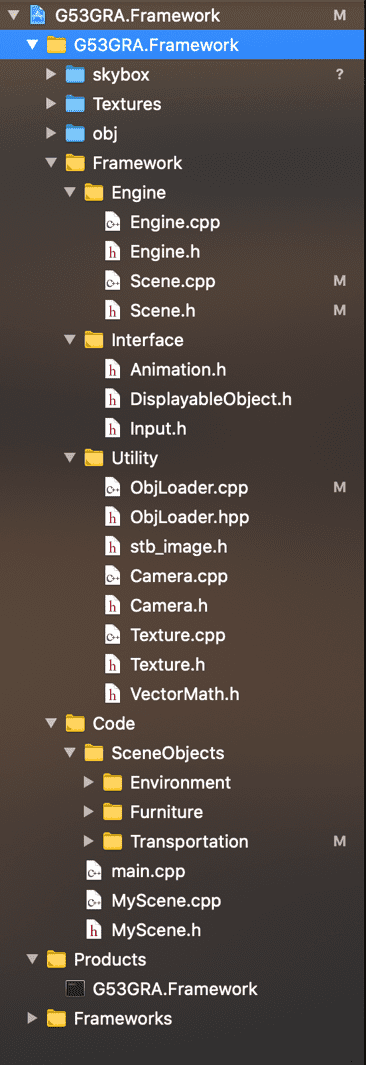 G53GRA.Framework M
G53GRA.Framework
skybox ?
Textures
obj
Framework
Engine
Engine.cpp
Engine.h
Scene.cpp M
Scene.h M
Interface
Animation.h
DisplayableObject.h
Input.h
Utility
ObjLoader.cpp M
ObjLoader.hpp
stb_image.h
Camera.cpp
Camera.h
Texture.cpp
Texture.h
VectorMath.h
Code
SceneObjects
Environment
Furniture
Transportation M
main.cpp
MyScene.cpp
MyScene.h
Products
G53GRA.Framework
Frameworks